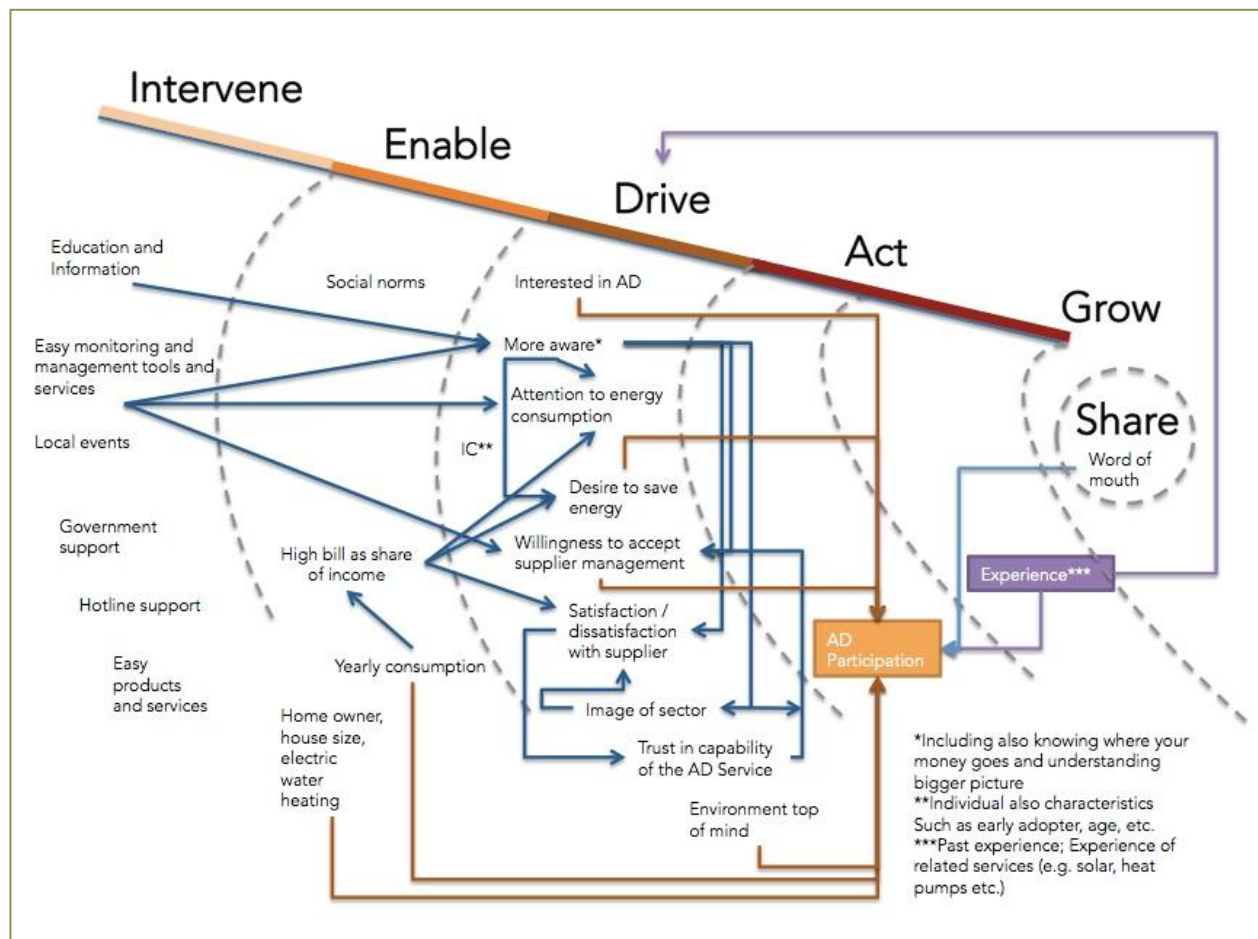 Intervene
Enable
Drive
Act
Grow
Share
Word of
mouth
Education and
Information
Social norms
Interested in AD
Easy monitoring and
management tools and
services
More aware*
Attention to energy
consumption
Local events
IC**
Desire to save
energy
Government
support
High bill as share
of income
Willingness to accept
supplier management
Experience***
Hotline support
Satisfaction /
dissatisfaction
with supplier
AD
Participation
Easy
products
and services
Yearly consumption
Home owner,
house size,
electric
water
heating
Image of sector
Trust in capability
of the AD Service
Environment top
of mind
*Including also knowing where your
money goes and understanding
bigger picture
**Individual also characteristics
Such as early adopter, age, etc.
***Past experience; Experience of
related services (e.g. solar, heat
pumps etc.)